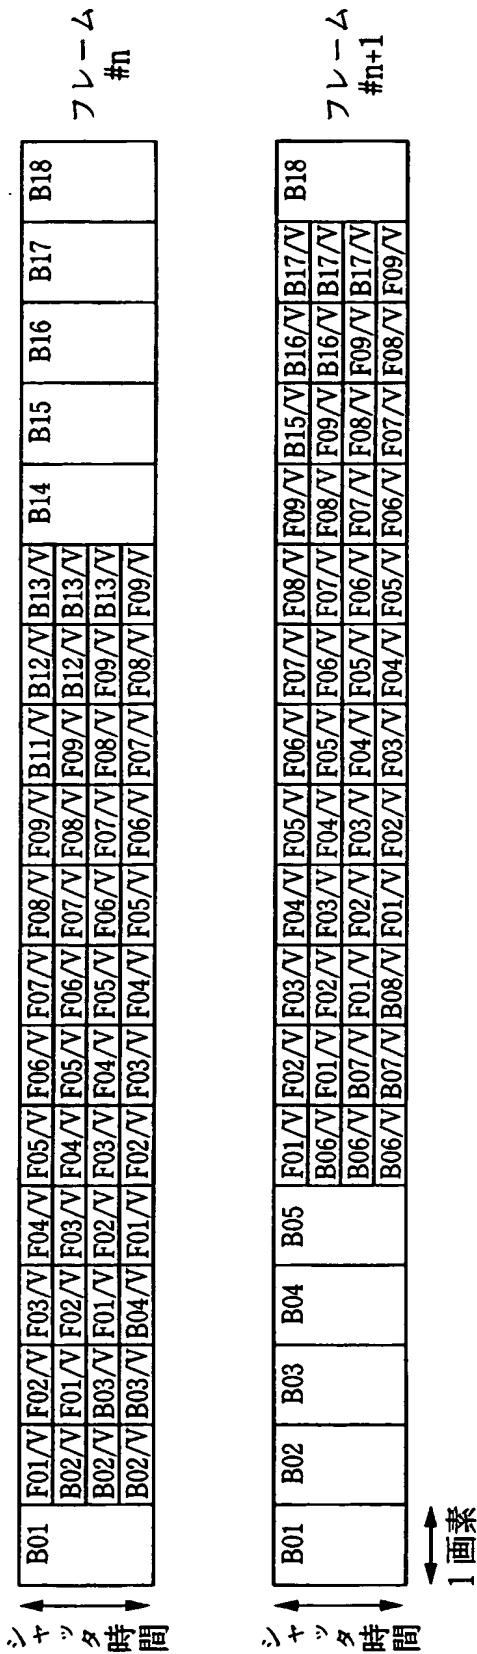 シャッタ時間
B01 F01/V F02/V F03/V F04/V F05/V F06/V F07/V F08/V F09/V B11/V B12/V B13/V B14 B15 B16 B17 B18
B02/V F01/V F02/V F03/V F04/V F05/V F06/V F07/V F08/V F09/V B12/V B13/V
B02/V B03/V F01/V F02/V F03/V F04/V F05/V F06/V F07/V F08/V F09/V B13/V
B02/V B03/V B04/V F01/V F02/V F03/V F04/V F05/V F06/V F07/V F08/V F09/V
フレーム
#n
シャッタ時間
B01 B02 B03 B04 B05 F01/V F02/V F03/V F04/V F05/V F06/V F07/V F08/V F09/V B15/V B16/V B17/V B18
B06/V F01/V F02/V F03/V F04/V F05/V F06/V F07/V F08/V F09/V B16/V B17/V
B06/V B07/V F01/V F02/V F03/V F04/V F05/V F06/V F07/V F08/V F09/V B17/V
B06/V B07/V B08/V F01/V F02/V F03/V F04/V F05/V F06/V F07/V F08/V F09/V
フレーム
#n+1
1画素